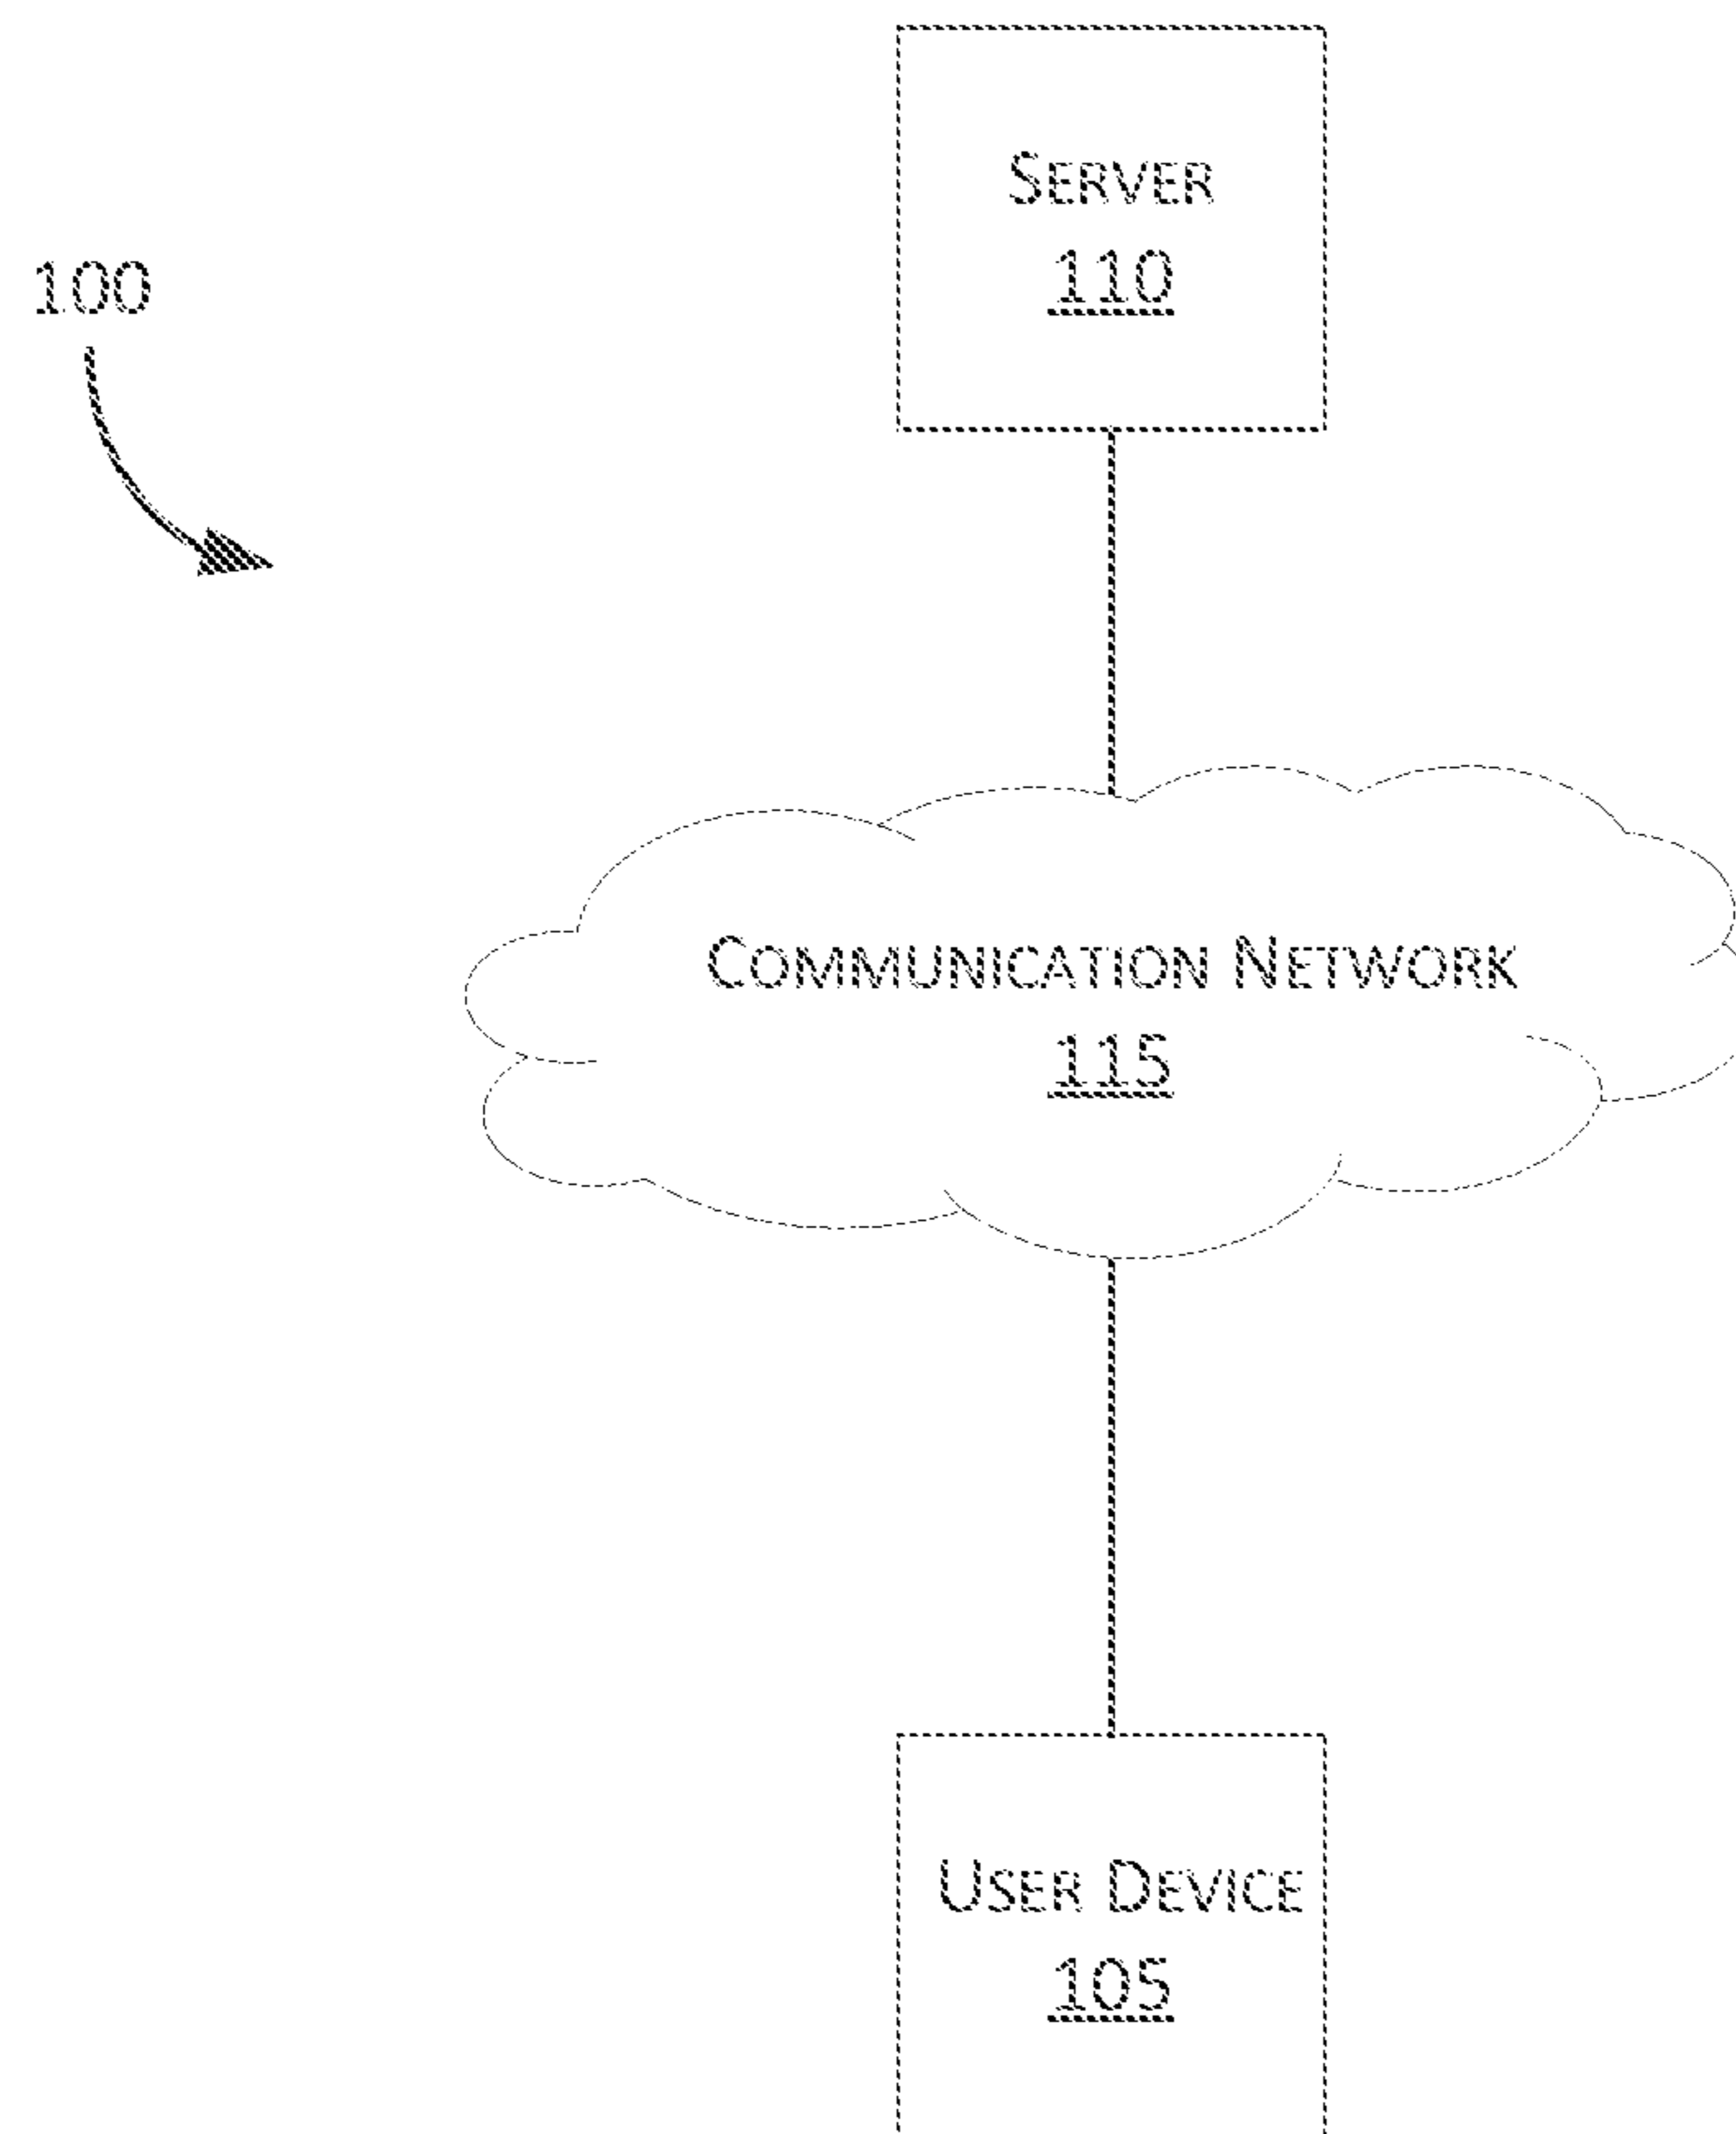 Server
110
100
Communication Network
115
User Device
105